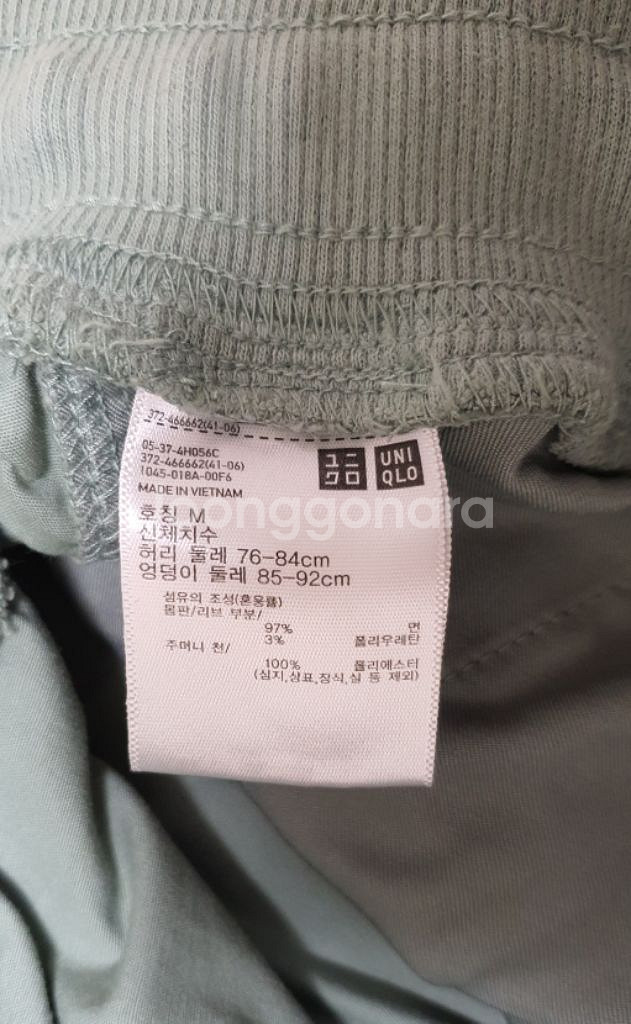 372-466662(41-06)
05-37-4H056C
372-466662(41-06)
1045-018A-00F6
MADE IN VIETNAM
ユニ
クロ
UNI
QLO
호칭 M
신체치수
허리 둘레 76-84cm
엉덩이 둘레 85-92cm
섬유의 조성(혼용률)
몸판/리브 부분/
97% 면
3% 폴리우레탄
주머니 천/
100% 폴리에스터
(심지,상표,장식,실 등 제외)
joonggonara